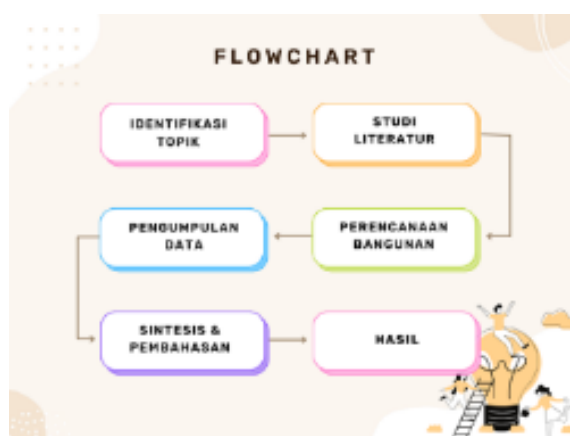 FLOWCHART
IDENTIFIKASI
TOPIK
STUDI
LITERATUR
PERENCANAAN
BANGUNAN
PENGUMPULAN
DATA
SINTESIS &
PEMBAHASAN
HASIL